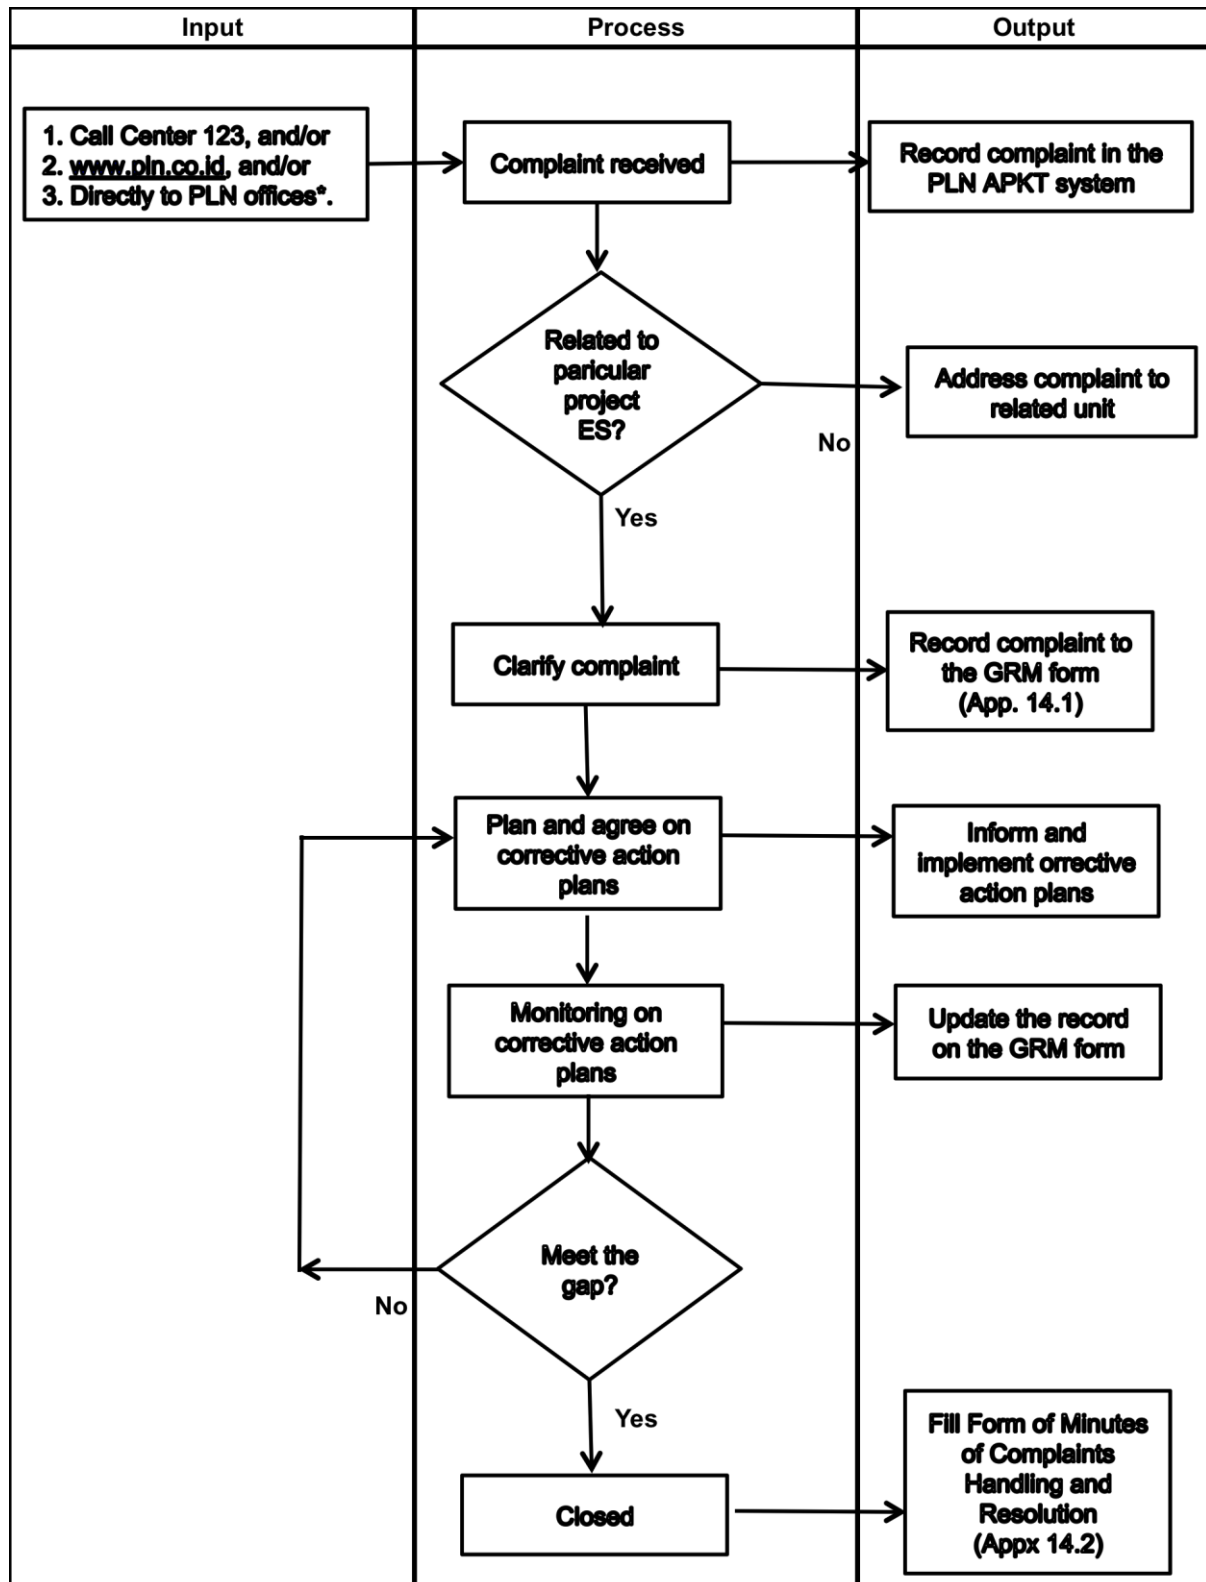 Input
Process
Output
1. Call Center 123, and/or
2. www.pln.co.id, and/or
3. Directly to PLN offices*.
Complaint received
Record complaint in the
PLN APKT system
Related to
paricular
project
ES?
No
Address complaint to
related unit
Yes
Clarify complaint
Record complaint to
the GRM form
(App. 14.1)
Plan and agree on
corrective action
plans
Inform and
implement orrective
action plans
Monitoring on
corrective action
plans
Update the record
on the GRM form
Meet the
gap?
No
Yes
Closed
Fill Form of Minutes
of Complaints
Handling and
Resolution
(Appx 14.2)